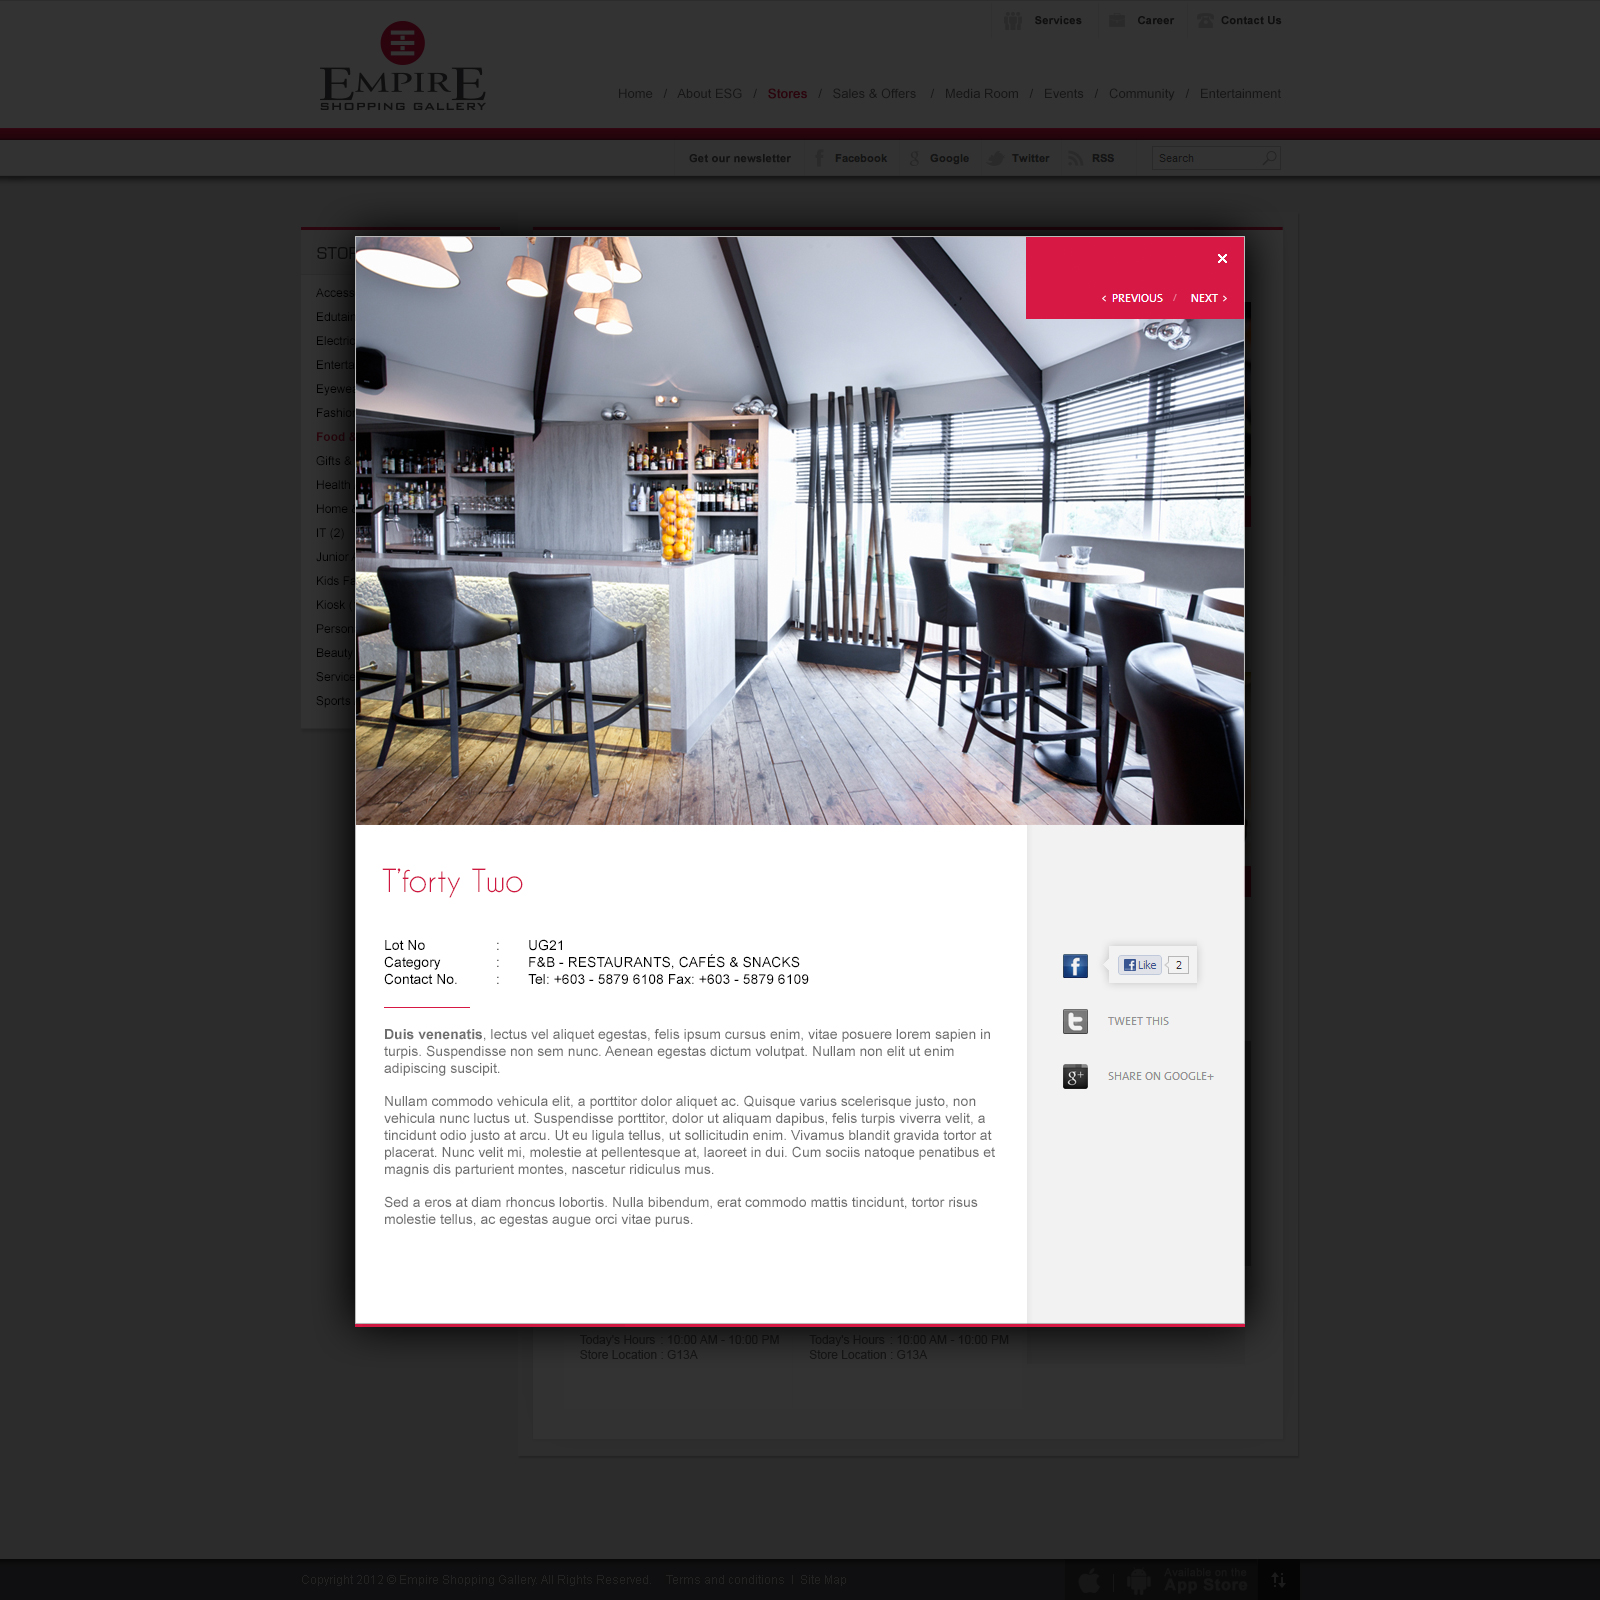 Services
Career
Contact Us
EMPIRE
SHOPPING GALLERY
Home / About ESG / Stores / Sales & Offers / Media Room / Events / Community / Entertainment
Get our newsletter
Facebook
Google
Twitter
RSS
Search
PREVIOUS / NEXT
Food &
Gifts &
Health
Home
IT (2)
Junior
Kiosk
Beauty
Sports
T'forty Two
Lot No : UG21
Category : F&B - RESTAURANTS, CAFÉS & SNACKS
Contact No. : Tel: +603 - 5879 6108 Fax: +603 - 5879 6109
Duis venenatis, lectus vel aliquet egestas, felis ipsum cursus enim, vitae posuere lorem sapien in
turpis. Suspendisse non sem nunc. Aenean egestas dictum volutpat. Nullam non elit ut enim
adipiscing suscipit.
Nullam commodo vehicula elit, a porttitor dolor aliquet ac. Quisque varius scelerisque justo, non
vehicula nunc luctus ut. Suspendisse porttitor, dolor ut aliquam dapibus, felis turpis viverra velit, a
tincidunt odio justo at arcu. Ut eu ligula tellus, ut sollicitudin enim. Vivamus blandit gravida tortor at
placerat. Nunc velit mi, molestie at pellentesque at, laoreet in dui. Cum sociis natoque penatibus et
magnis dis parturient montes, nascetur ridiculus mus.
Sed a eros at diam rhoncus lobortis. Nulla bibendum, erat commodo mattis tincidunt, tortor risus
molestie tellus, ac egestas augue orci vitae purus.
Like 2
TWEET THIS
SHARE ON GOOGLE+
Today's Hours : 10:00 AM - 10:00 PM
Store Location : G13A
Today's Hours : 10:00 AM - 10:00 PM
Store Location : G13A
Copyright 2012 © Empire Shopping Gallery. All Rights Reserved. Terms and conditions | Site Map
Available on the
App Store